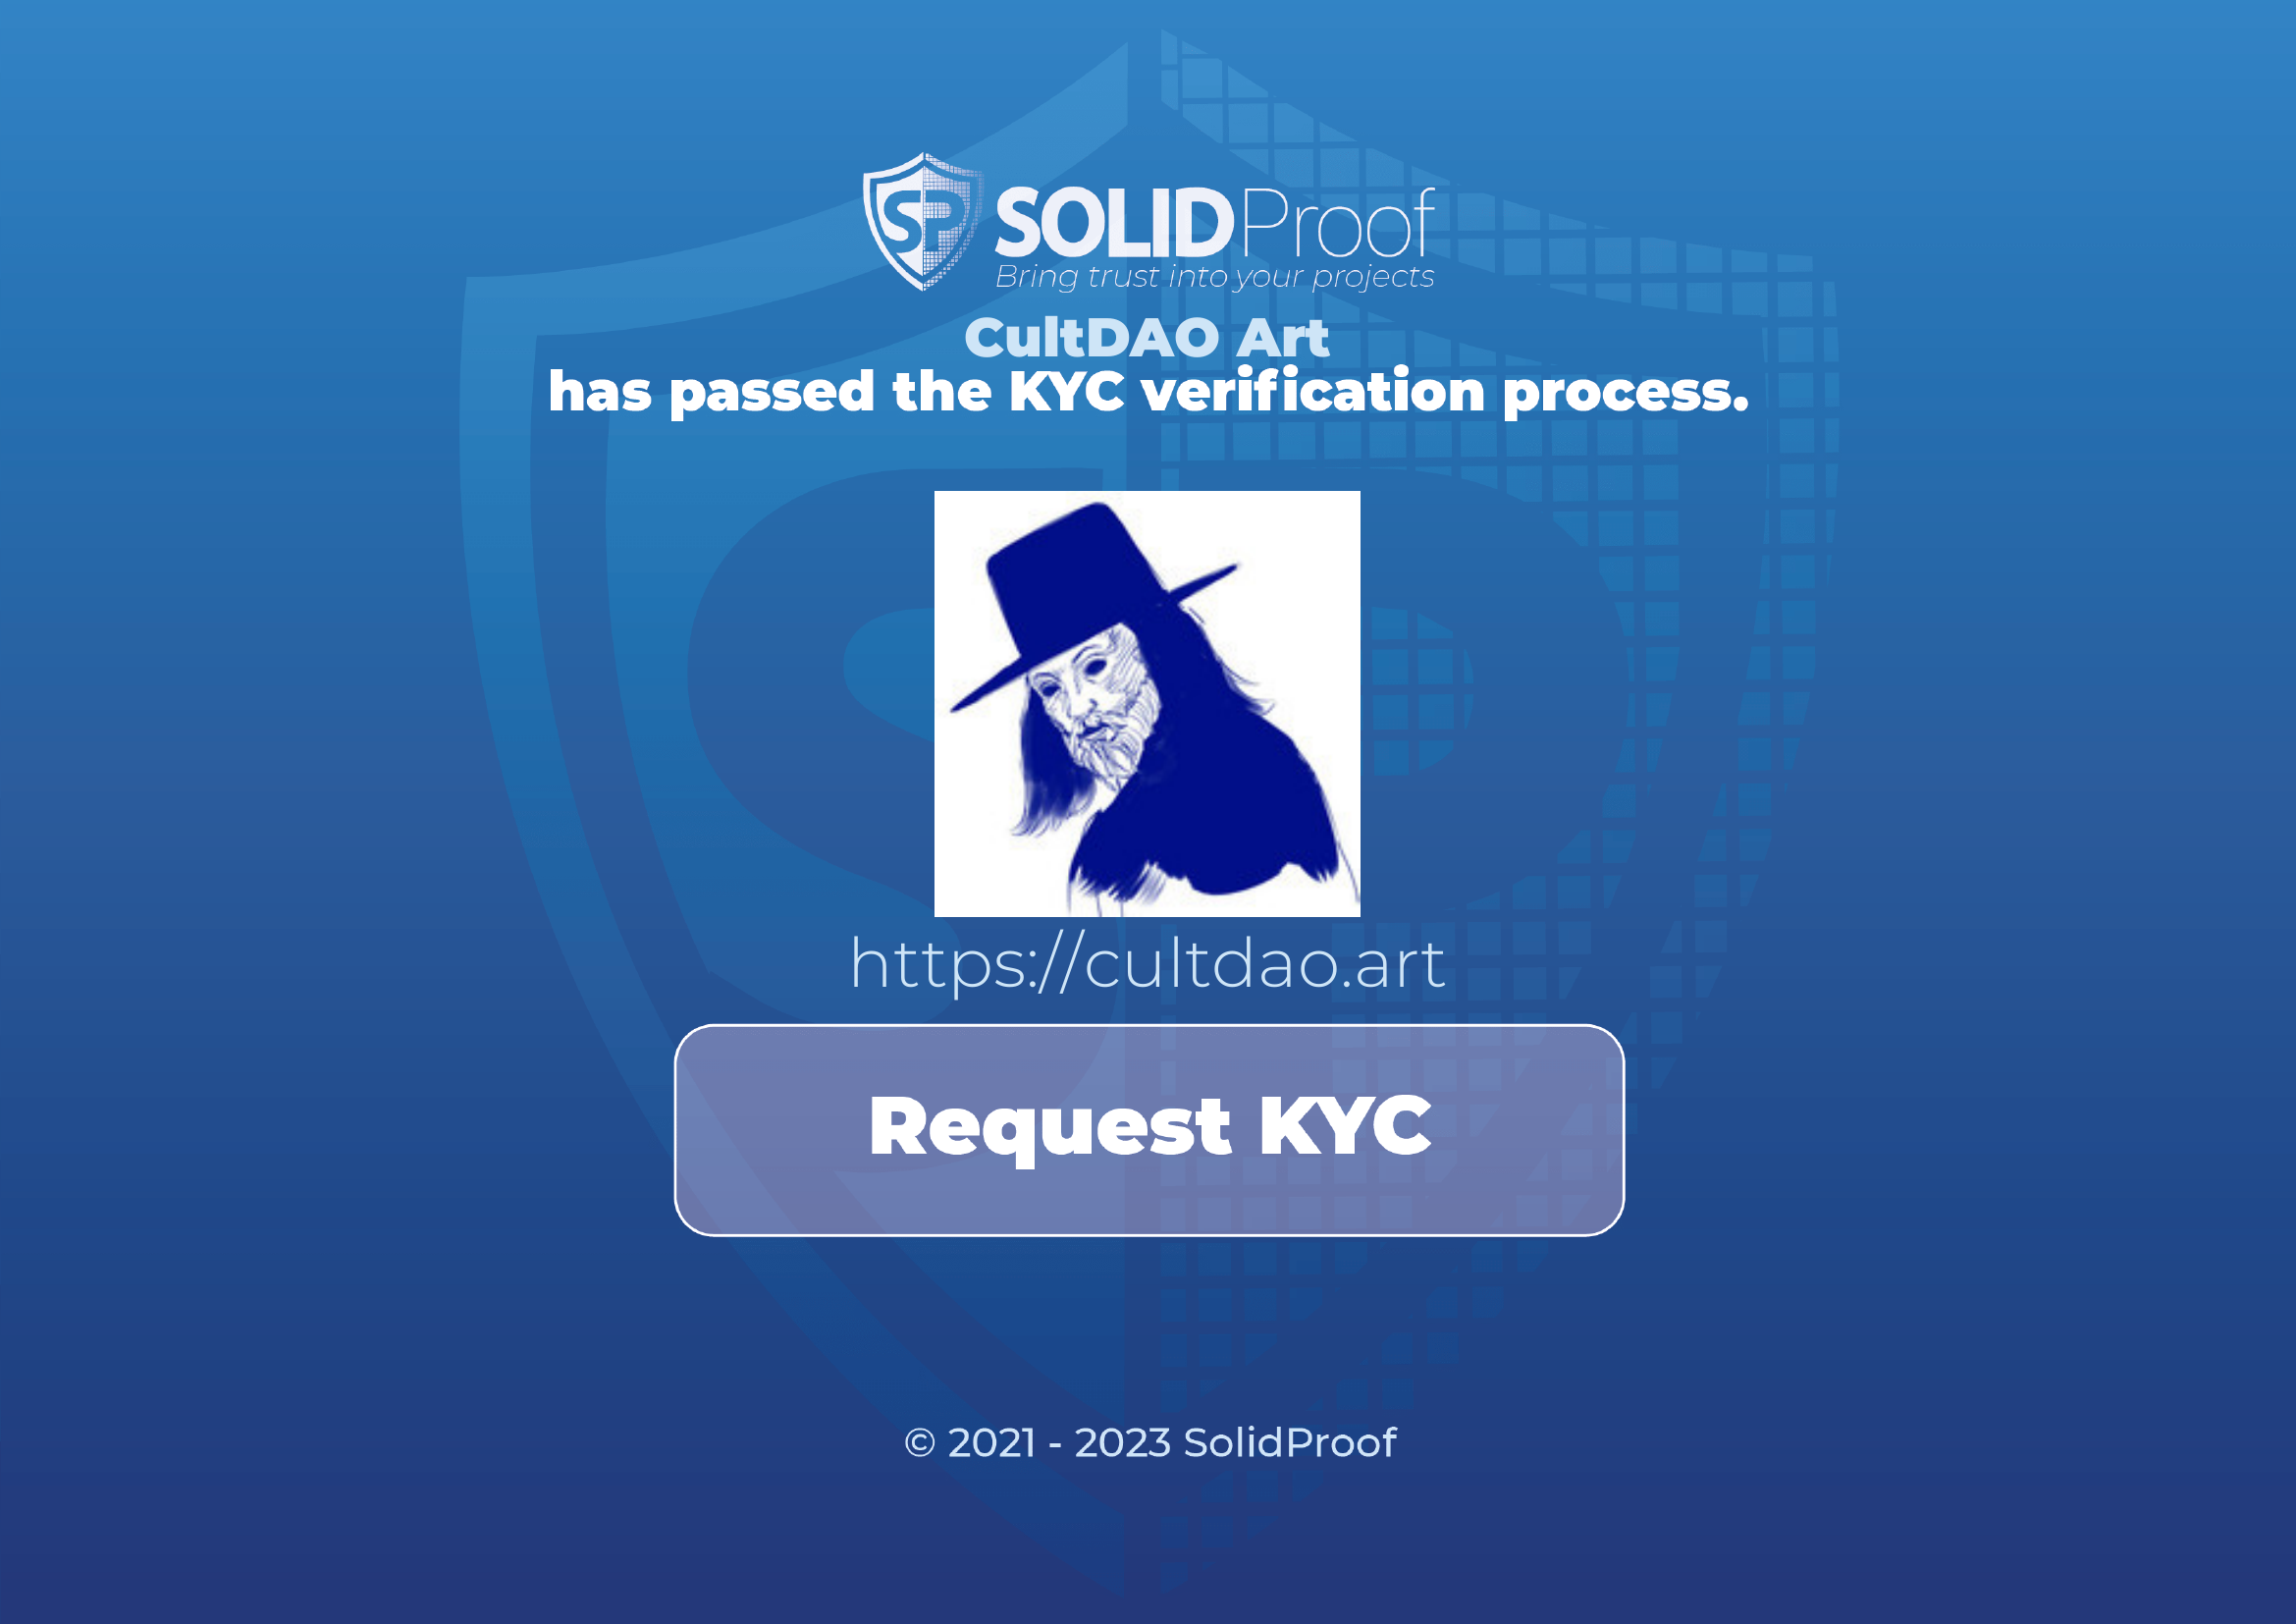 SP
SOLIDProof
Bring trust into your projects
CultDAO Art
has passed the KYC verification process.
https://cultdao.art
Request KYC
© 2021 - 2023 SolidProof